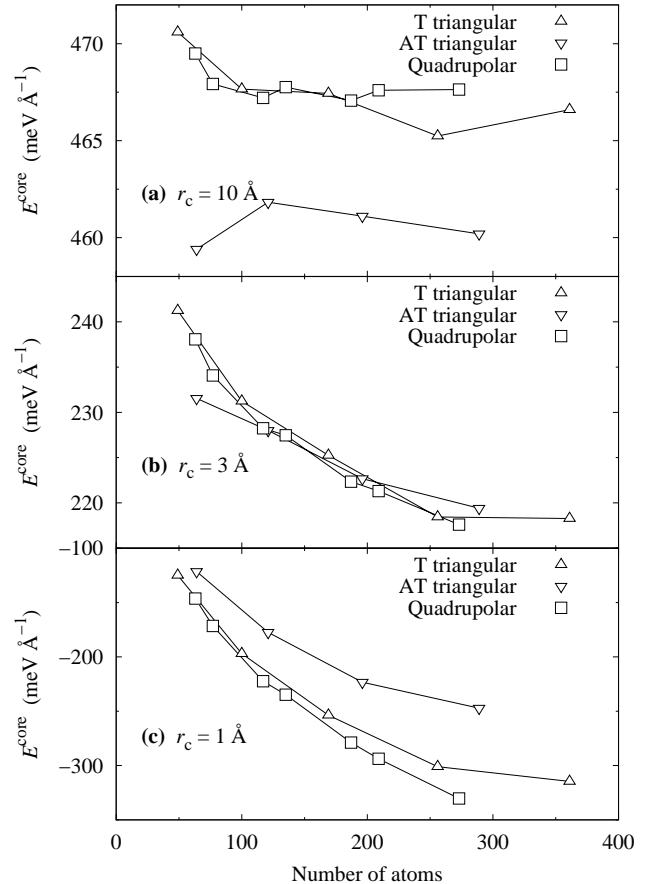 470
465
460
E^core (meV Å⁻¹)
T triangular
AT triangular
Quadrupolar
(a) r_c = 10 Å
240
230
220
E^core (meV Å⁻¹)
T triangular
AT triangular
Quadrupolar
(b) r_c = 3 Å
−100
−200
−300
E^core (meV Å⁻¹)
T triangular
AT triangular
Quadrupolar
(c) r_c = 1 Å
0 100 200 300 400
Number of atoms